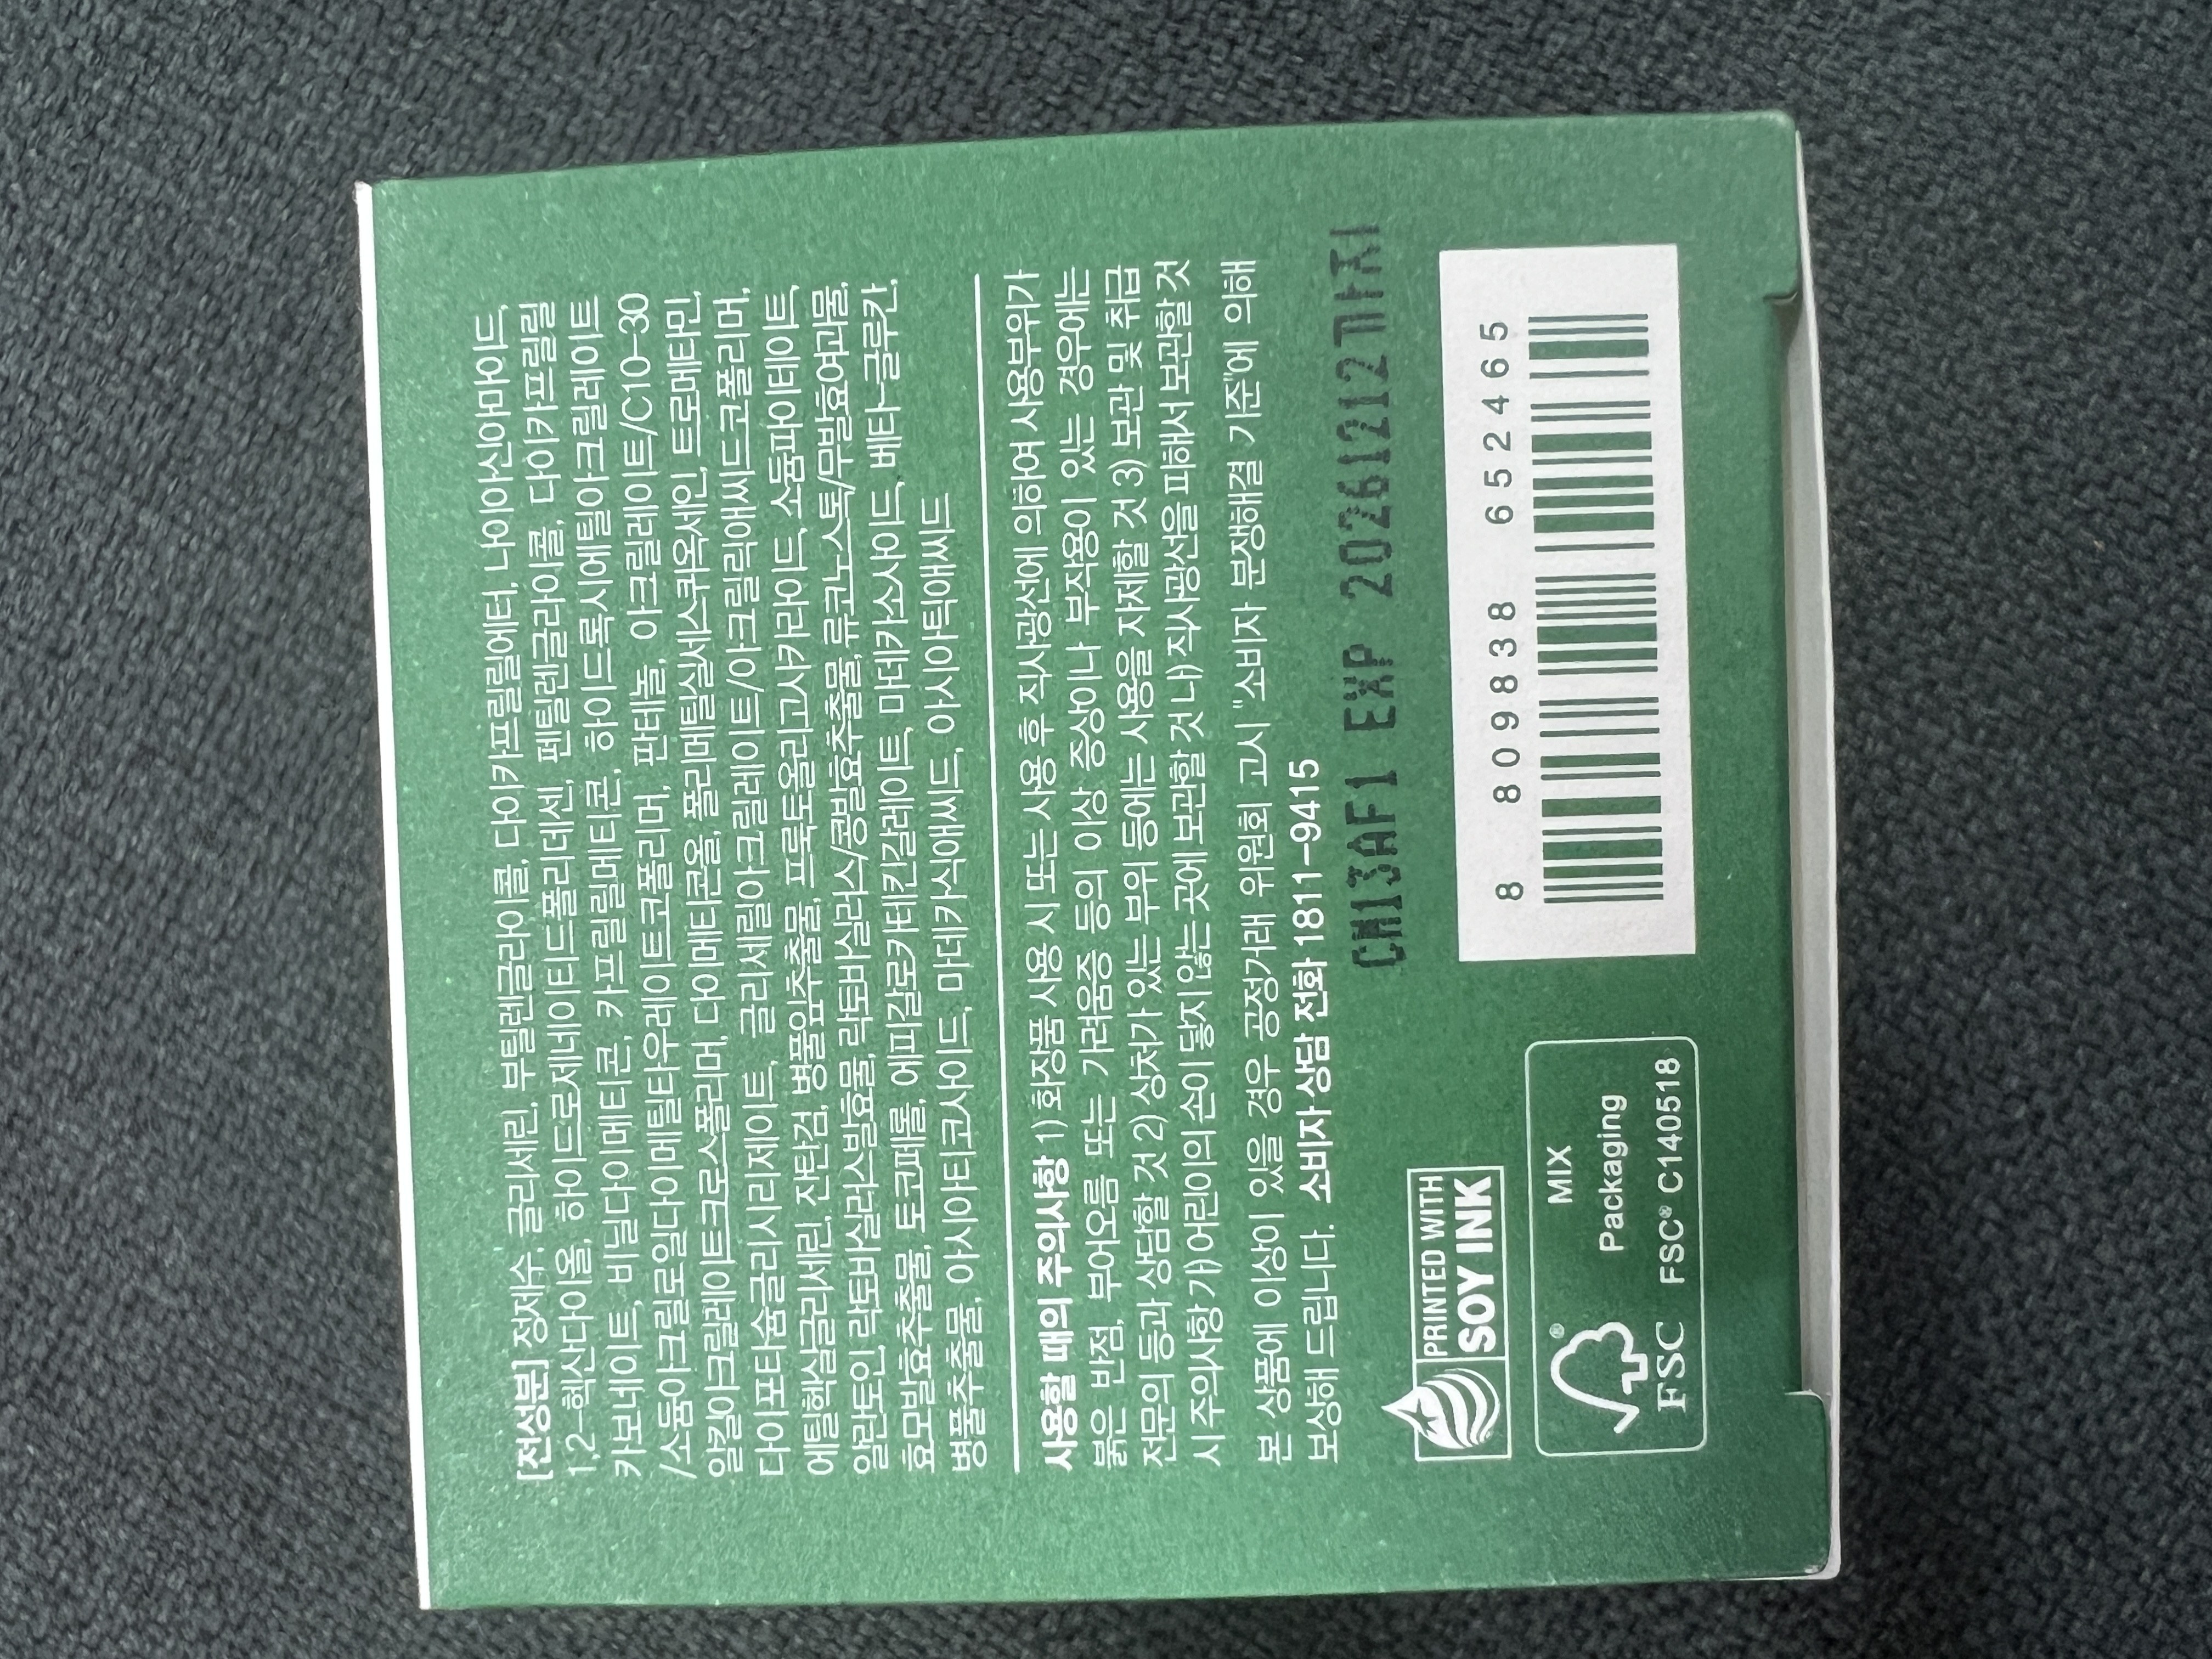 [전성분] 정제수, 글리세린, 부틸렌글라이콜, 다이카프릴릴에터, 나이아신아마이드,
1,2-헥산다이올, 하이드로제네이티드폴리데센, 펜틸렌글라이콜, 다이카프릴릴
카보네이트, 비닐다이메티콘, 카프릴릴메티콘, 하이드록시에틸아크릴레이트
/소듐아크릴로일다이메틸타우레이트코폴리머, 판테놀, 아크릴레이트/C10-30
알킬아크릴레이트크로스폴리머, 다이메티콘올, 폴리메틸실세스퀴옥세인, 트로메타민,
다이포타슘글리시리제이트, 글리세릴아크릴레이트/아크릴릭애씨드코폴리머,
에틸헥실글리세린, 잔탄검, 병풀잎추출물, 프룩토올리고사카라이드, 소듐파이테이트,
알란토인, 락토바실러스발효물, 락토바실러스/콩발효추출물, 류코노스톡/무발효여과물,
효모발효추출물, 토코페롤, 에피갈로카테킨갈레이트, 마데카소사이드, 베타-글루칸,
병풀추출물, 아시아티코사이드, 마데카식애씨드, 아시아틱애씨드
사용할 때의 주의사항 1) 화장품 사용 시 또는 사용 후 직사광선에 의하여 사용부위가
붉은 반점, 부어오름 또는 가려움증 등의 이상 증상이나 부작용이 있는 경우에는
전문의 등과 상담할 것 2) 상처가 있는 부위 등에는 사용을 자제할 것 3) 보관 및 취급
시 주의사항 가) 어린이의 손이 닿지 않는 곳에 보관할 것 나) 직사광선을 피해서 보관할 것
본 상품에 이상이 있을 경우 공정거래 위원회 고시 "소비자 분쟁해결 기준"에 의해
보상해 드립니다. 소비자 상담 전화 1811-9415
CM13AF1 EXP 20261212까지
PRINTED WITH
SOY INK
8 809838 652465
MIX
Packaging
FSC® C140518
FSC